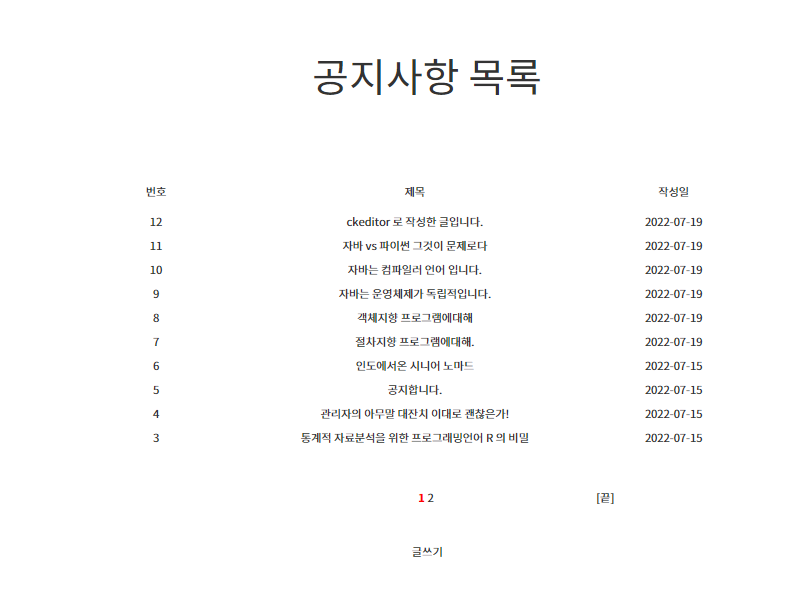 공지사항 목록
번호 제목 작성일
12 ckeditor 로 작성한 글입니다. 2022-07-19
11 자바 vs 파이썬 그것이 문제로다 2022-07-19
10 자바는 컴파일러 언어 입니다. 2022-07-19
9 자바는 운영체제가 독립적입니다. 2022-07-19
8 객체지향 프로그램에대해 2022-07-19
7 절차지향 프로그램에대해. 2022-07-19
6 인도에서온 시니어 노마드 2022-07-15
5 공지합니다. 2022-07-15
4 관리자의 아무말 대잔치 이대로 괜찮은가! 2022-07-15
3 통계적 자료분석을 위한 프로그래밍언어 R 의 비밀 2022-07-15
1 2 [끝]
글쓰기